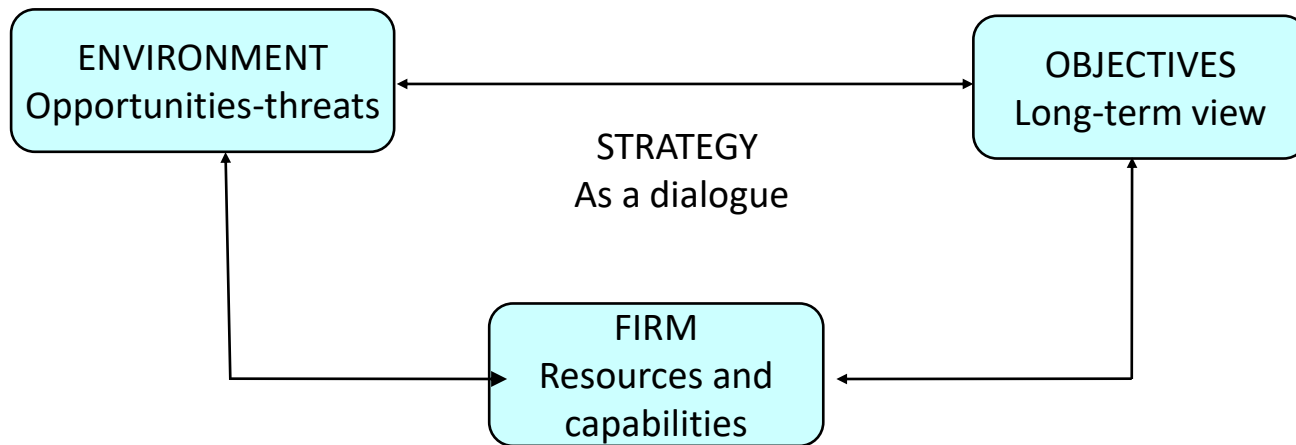 ENVIRONMENT
Opportunities-threats
OBJECTIVES
Long-term view
STRATEGY
As a dialogue
FIRM
Resources and
capabilities